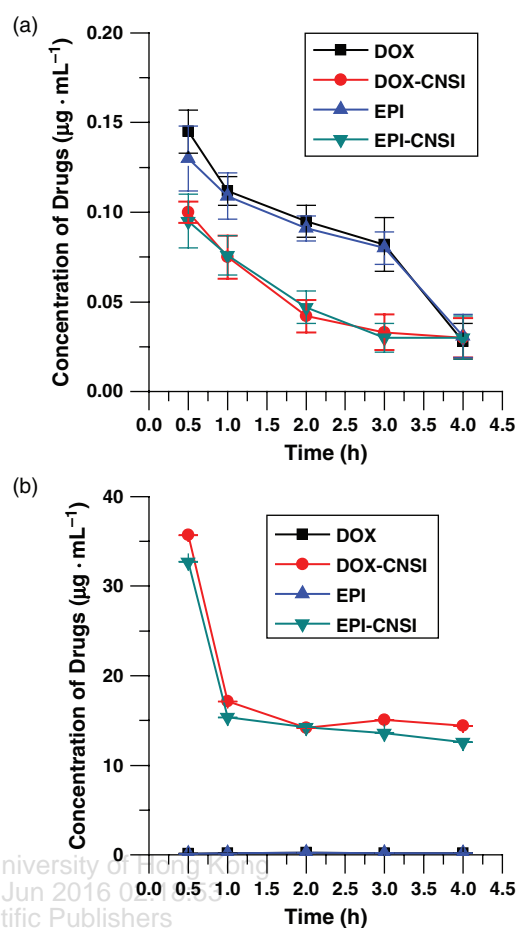 (a)
0.20
0.15
0.10
0.05
0.00
Concentration of Drugs (µg · mL⁻¹)
DOX
DOX-CNSI
EPI
EPI-CNSI
0.0 0.5 1.0 1.5 2.0 2.5 3.0 3.5 4.0 4.5
Time (h)
(b)
40
30
20
10
0
Concentration of Drugs (µg · mL⁻¹)
DOX
DOX-CNSI
EPI
EPI-CNSI
0.0 0.5 1.0 1.5 2.0 2.5 3.0 3.5 4.0 4.5
Time (h)
niversity of Hong Kong
Jun 2016 02:
tific Publishers